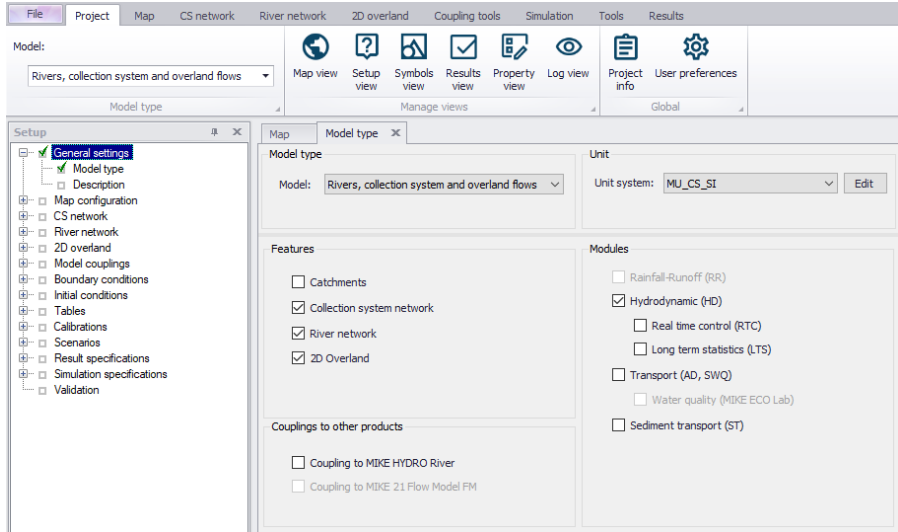 File Project Map CS network River network 2D overland Coupling tools Simulation Tools Results
Model:
Rivers, collection system and overland flows
Model type
Map view
Setup view
Symbols view
Results view
Property view
Log view
Manage views
Project info
User preferences
Global
Setup
General settings
Model type
Description
Map configuration
CS network
River network
2D overland
Model couplings
Boundary conditions
Initial conditions
Tables
Calibrations
Scenarios
Result specifications
Simulation specifications
Validation
Map Model type
Model type
Model: Rivers, collection system and overland flows
Unit
Unit system: MU_CS_SI Edit
Features
Catchments
Collection system network
River network
2D Overland
Couplings to other products
Coupling to MIKE HYDRO River
Coupling to MIKE 21 Flow Model FM
Modules
Rainfall-Runoff (RR)
Hydrodynamic (HD)
Real time control (RTC)
Long term statistics (LTS)
Transport (AD, SWQ)
Water quality (MIKE ECO Lab)
Sediment transport (ST)